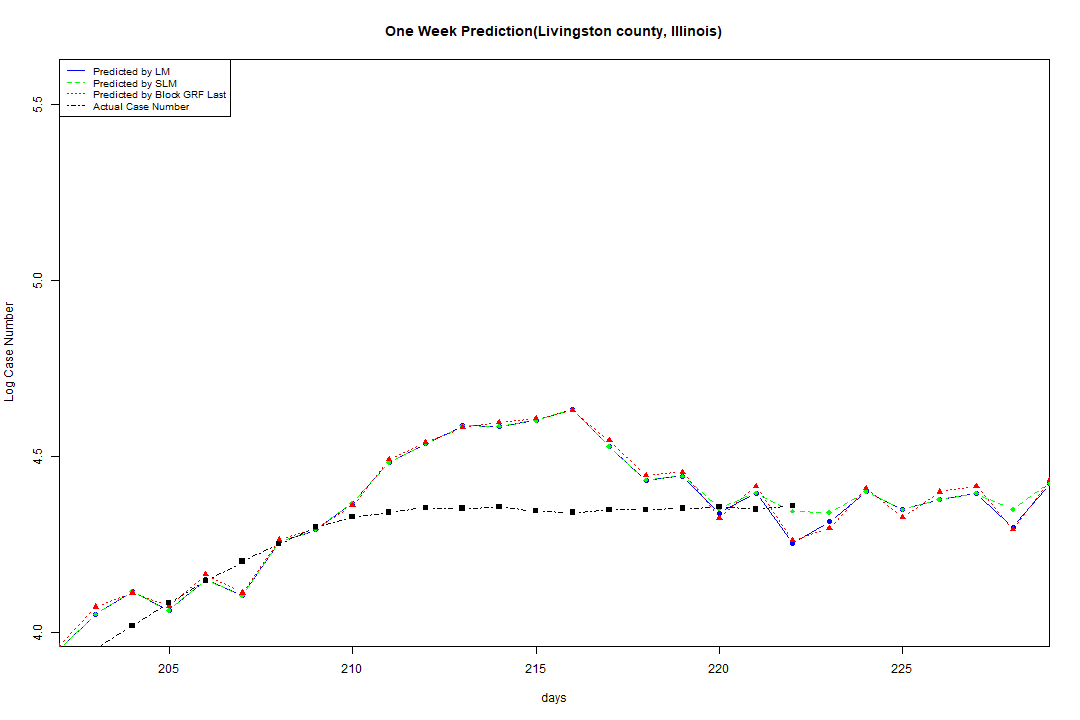 One Week Prediction(Livingston county, Illinois)
Predicted by LM
Predicted by SLM
Predicted by Block GRF Last
Actual Case Number
5.5
5.0
4.5
4.0
Log Case Number
205
210
215
220
225
days